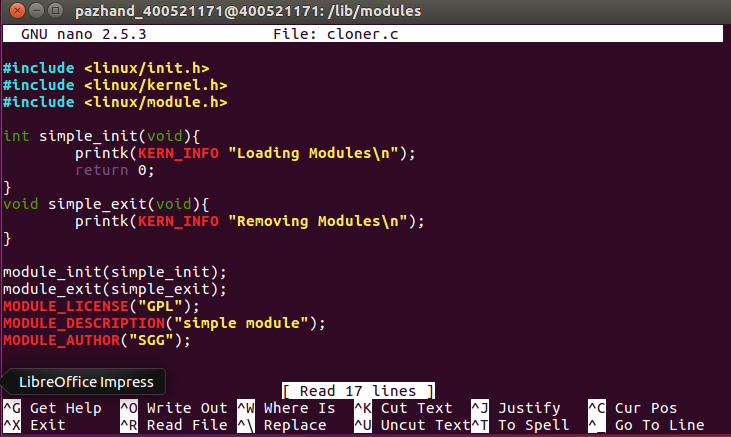 pazhand_400521171@400521171: /lib/modules
GNU nano 2.5.3 File: cloner.c
#include <linux/init.h>
#include <linux/kernel.h>
#include <linux/module.h>
int simple_init(void){
printk(KERN_INFO "Loading Modules\n");
return 0;
}
void simple_exit(void){
printk(KERN_INFO "Removing Modules\n");
}
module_init(simple_init);
module_exit(simple_exit);
MODULE_LICENSE("GPL");
MODULE_DESCRIPTION("simple module");
MODULE_AUTHOR("SGG");
LibreOffice Impress
[ Read 17 lines ]
^G Get Help ^O Write Out ^W Where Is ^K Cut Text ^J Justify ^C Cur Pos
^X Exit ^R Read File ^\ Replace ^U Uncut Text ^T To Spell ^_ Go To Line